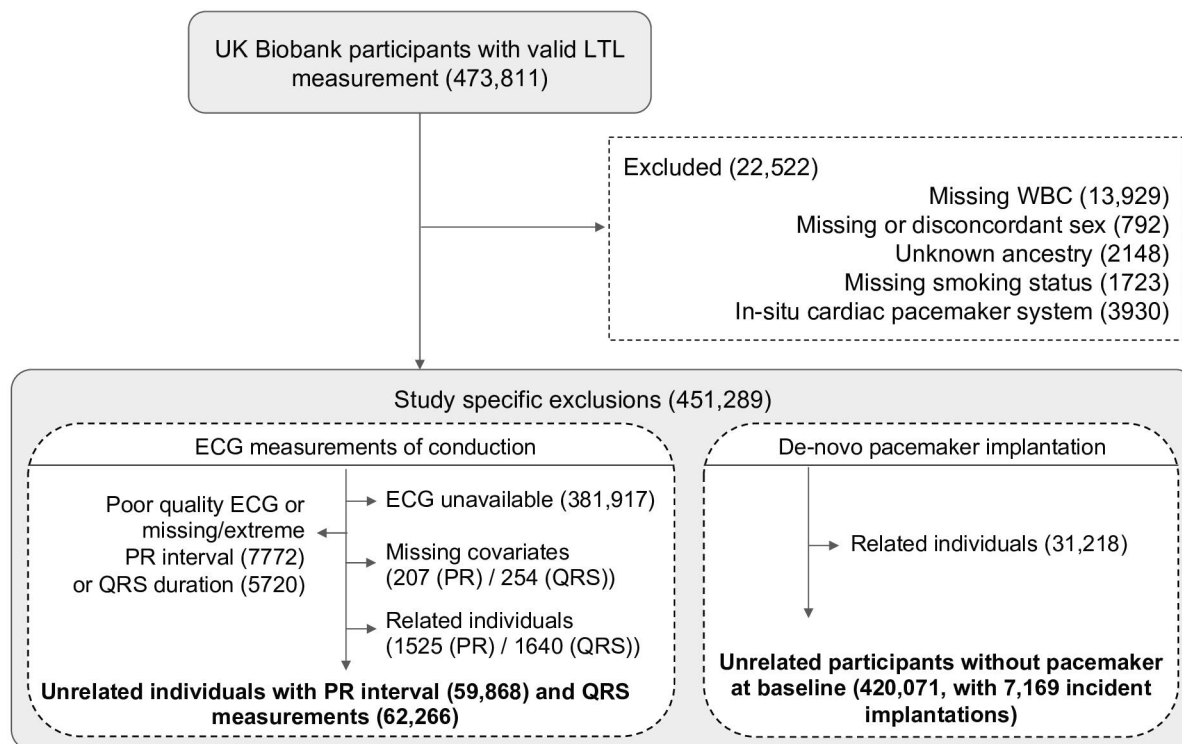 UK Biobank participants with valid LTL
measurement (473,811)
Excluded (22,522)
Missing WBC (13,929)
Missing or disconcordant sex (792)
Unknown ancestry (2148)
Missing smoking status (1723)
In-situ cardiac pacemaker system (3930)
Study specific exclusions (451,289)
ECG measurements of conduction
Poor quality ECG or
missing/extreme
PR interval (7772)
or QRS duration (5720)
ECG unavailable (381,917)
Missing covariates
(207 (PR) / 254 (QRS))
Related individuals
(1525 (PR) / 1640 (QRS))
Unrelated individuals with PR interval (59,868) and QRS
measurements (62,266)
De-novo pacemaker implantation
Related individuals (31,218)
Unrelated participants without pacemaker
at baseline (420,071, with 7,169 incident
implantations)